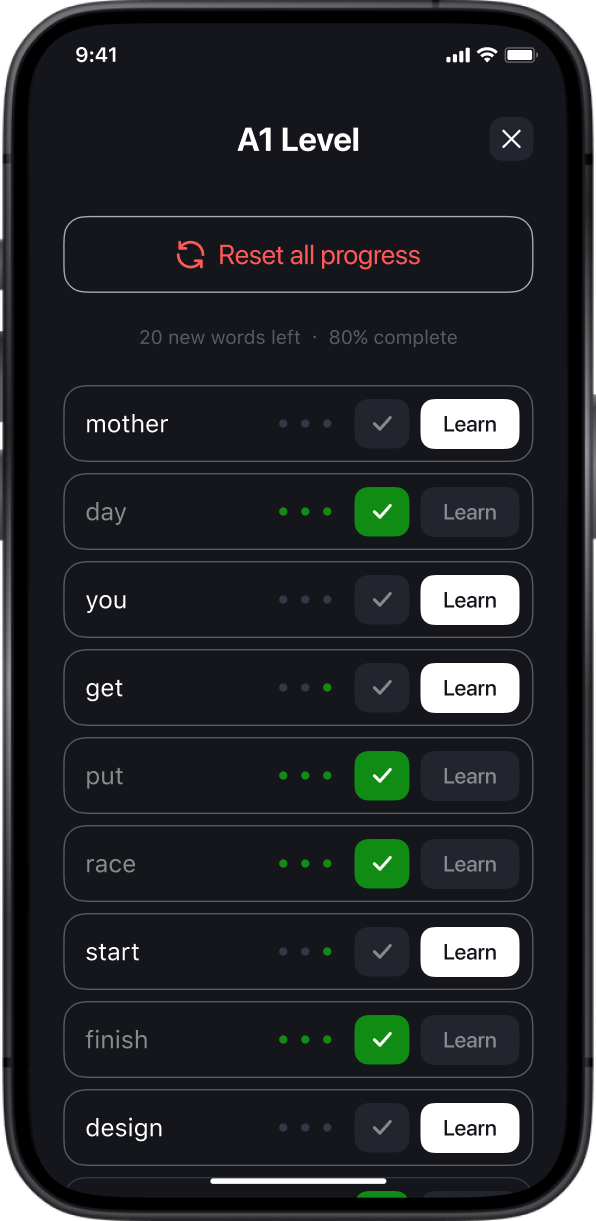 9:41
A1 Level
Reset all progress
20 new words left · 80% complete
mother Learn
day Learn
you Learn
get Learn
put Learn
race Learn
start Learn
finish Learn
design Learn